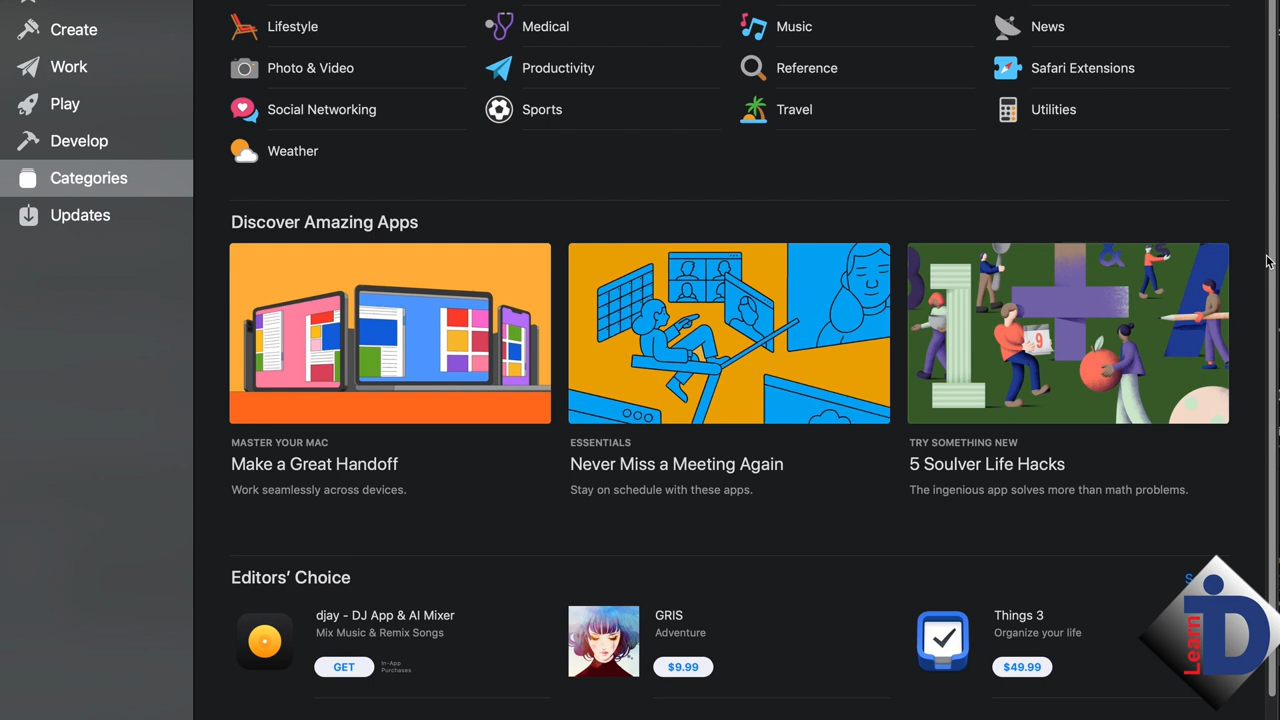 Create
Work
Play
Develop
Categories
Updates
Lifestyle
Medical
Music
News
Photo & Video
Productivity
Reference
Safari Extensions
Social Networking
Sports
Travel
Utilities
Weather
Discover Amazing Apps
9
&
MASTER YOUR MAC
Make a Great Handoff
Work seamlessly across devices.
ESSENTIALS
Never Miss a Meeting Again
Stay on schedule with these apps.
TRY SOMETHING NEW
5 Soulver Life Hacks
The ingenious app solves more than math problems.
Editors’ Choice
djay - DJ App & AI Mixer
Mix Music & Remix Songs
GET
In-App
Purchases
GRIS
Adventure
$9.99
Things 3
Organize your life
$49.99
Learn
iD